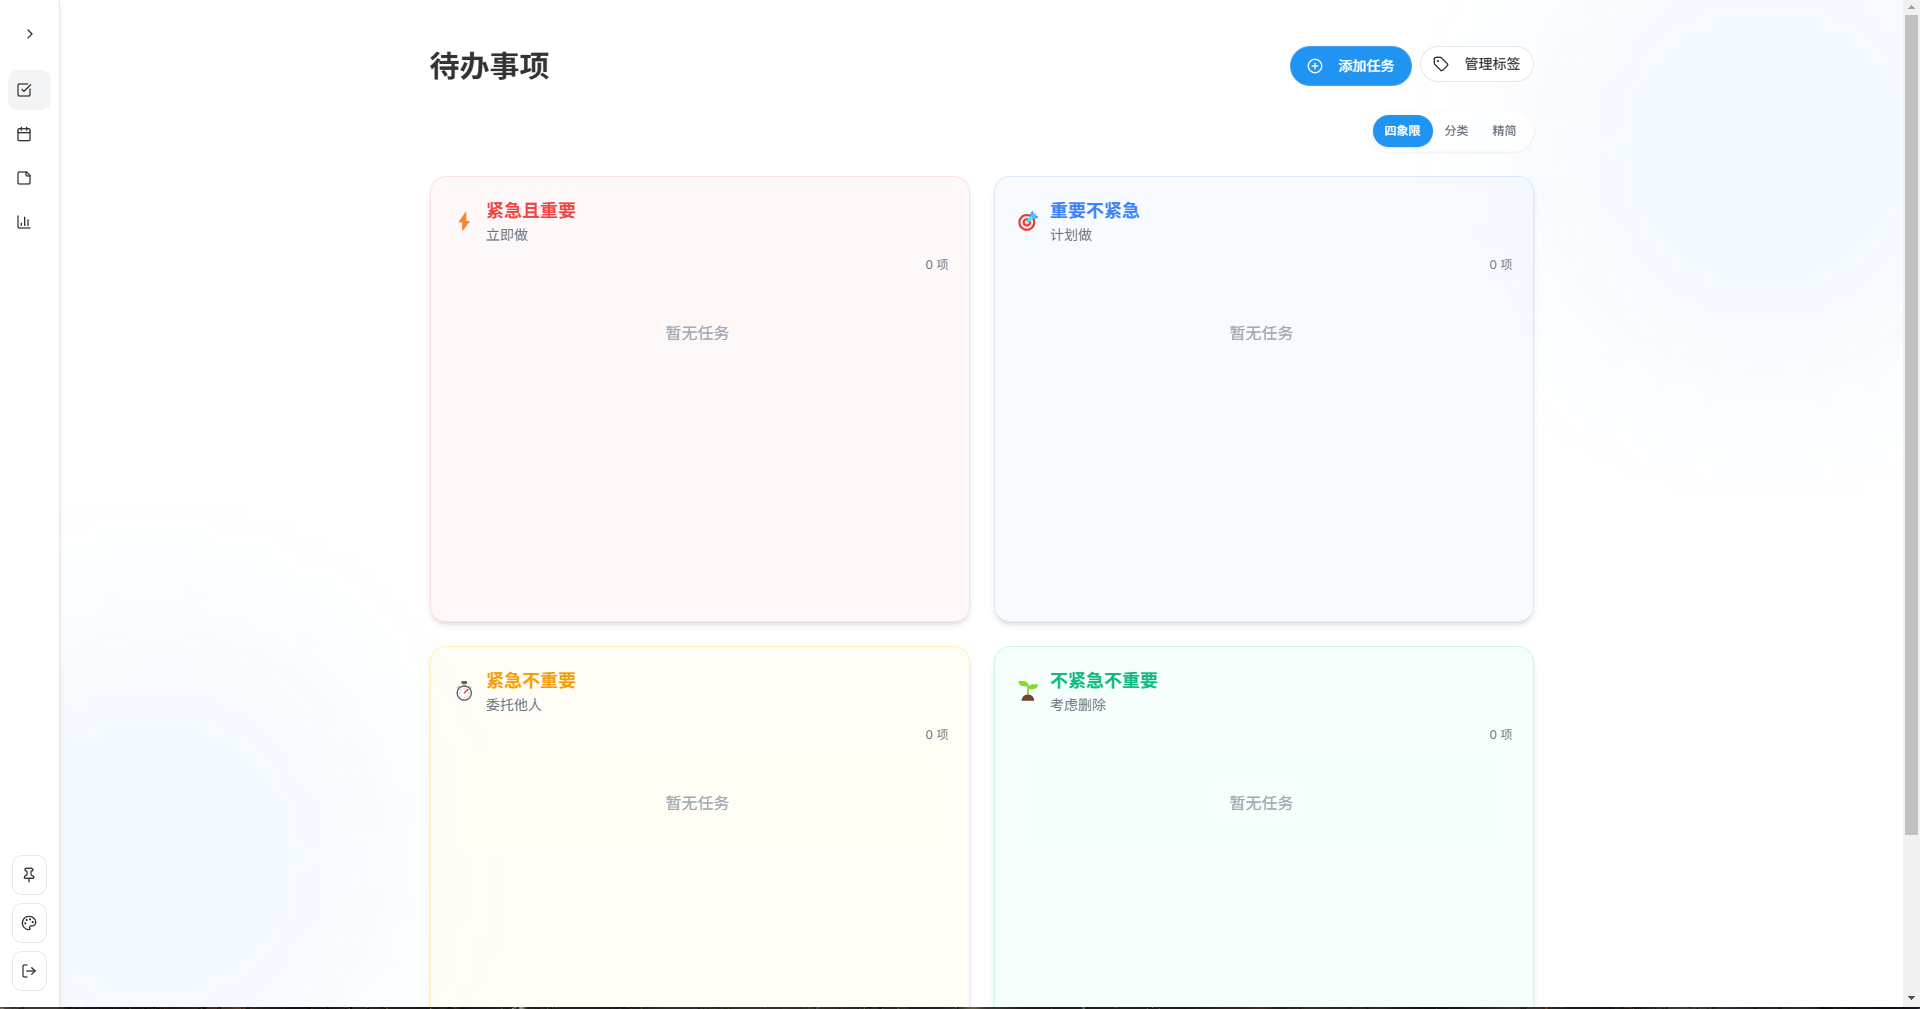 待办事项
添加任务
管理标签
四象限 分类 精简
紧急且重要
立即做
0 项
暂无任务
重要不紧急
计划做
0 项
暂无任务
紧急不重要
委托他人
0 项
暂无任务
不紧急不重要
考虑删除
0 项
暂无任务